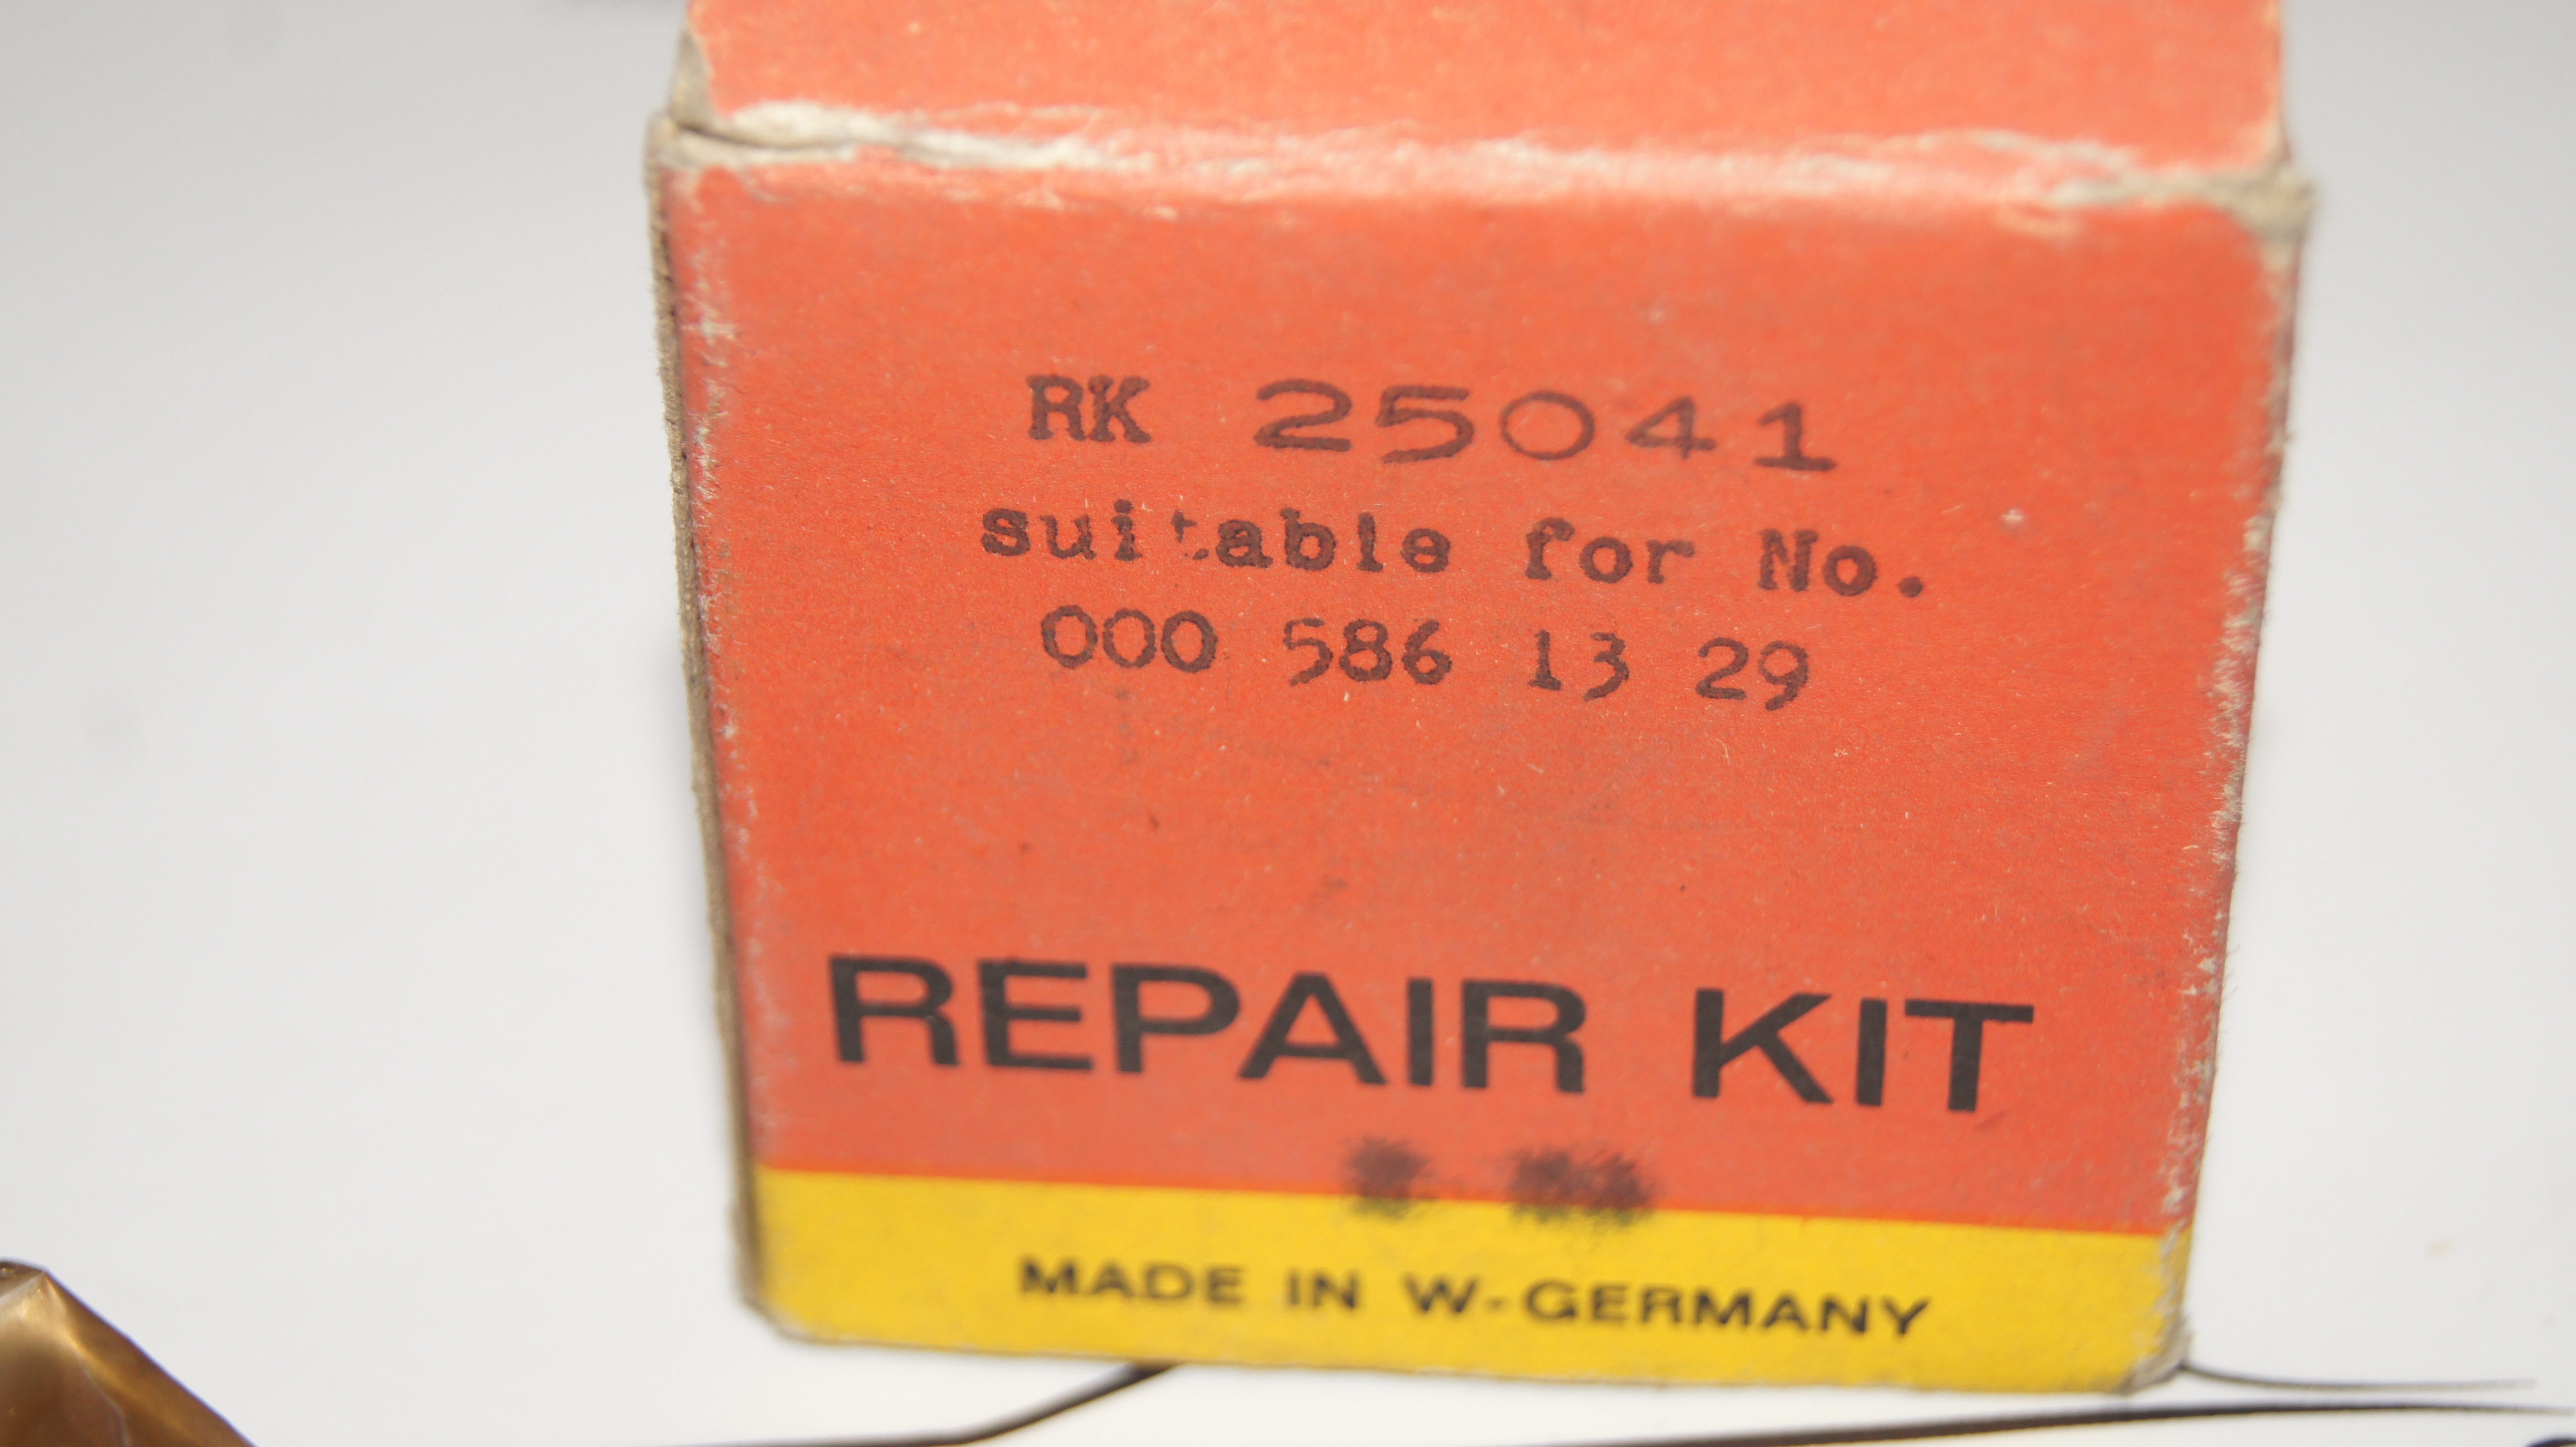 RK 25041
suitable for No.
000 586 13 29
REPAIR KIT
MADE IN W-GERMANY